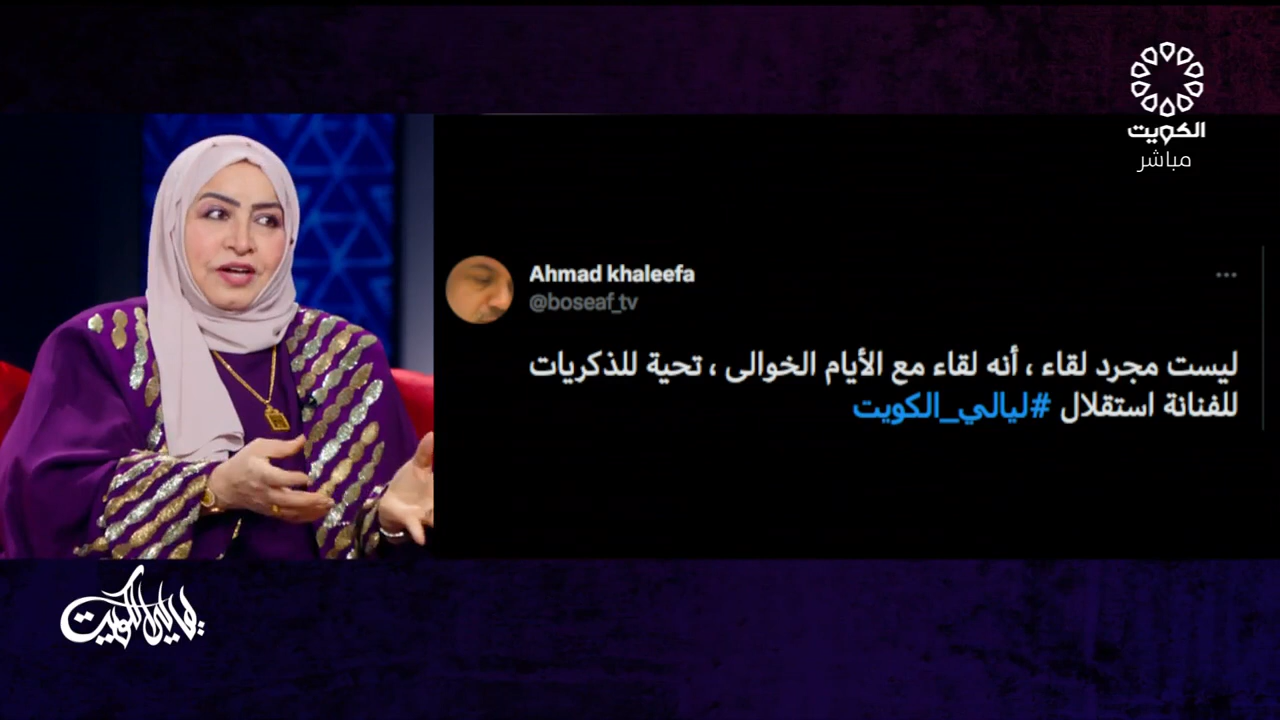 الكويت
مباشر
Ahmad khaleefa
@boseaf_tv
ليست مجرد لقاء ، أنه لقاء مع الأيام الخوالى ، تحية للذكريات
للفنانة استقلال #ليالي_الكويت
ليالي الكويت